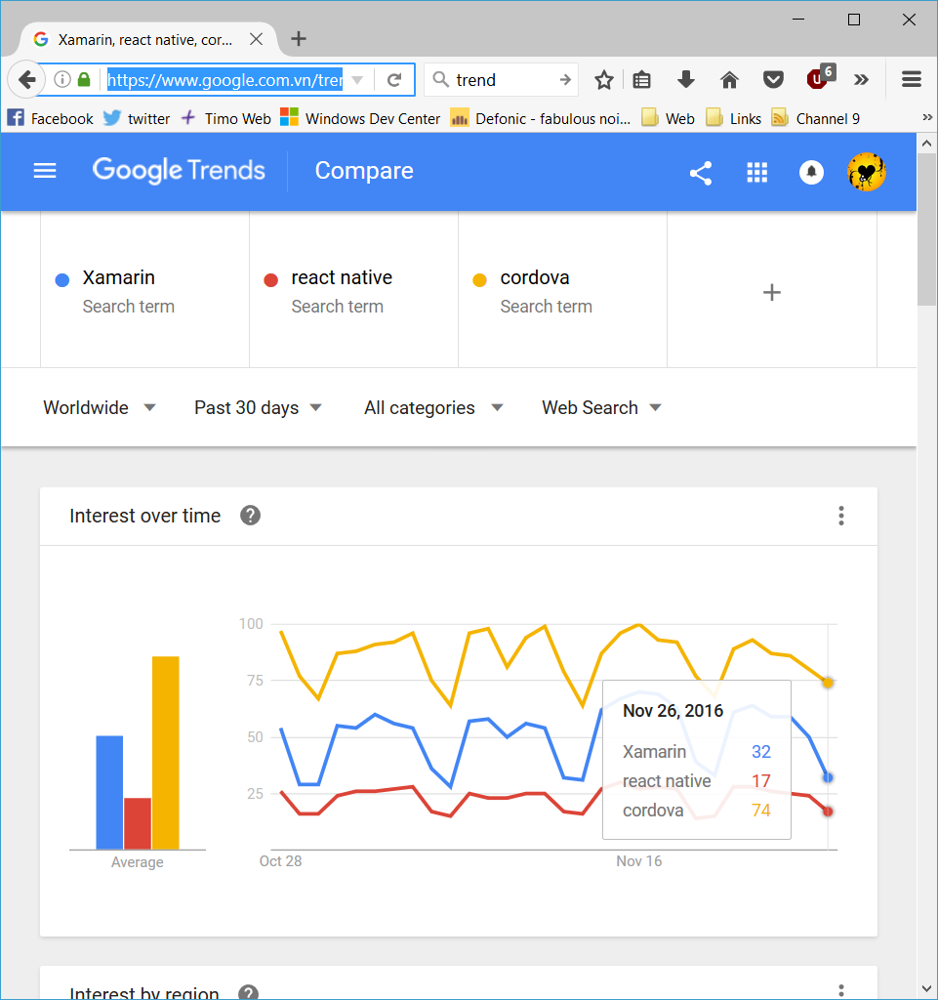 Xamarin, react native, cor...
https://www.google.com.vn/trer
trend
6
Facebook twitter Timo Web Windows Dev Center Defonic - fabulous noi... Web Links Channel 9
Google Trends Compare
Xamarin
Search term
react native
Search term
cordova
Search term
Worldwide Past 30 days All categories Web Search
Interest over time
100
75
50
25
Average
Oct 28
Nov 16
Nov 26, 2016
Xamarin 32
react native 17
cordova 74
Interest by region